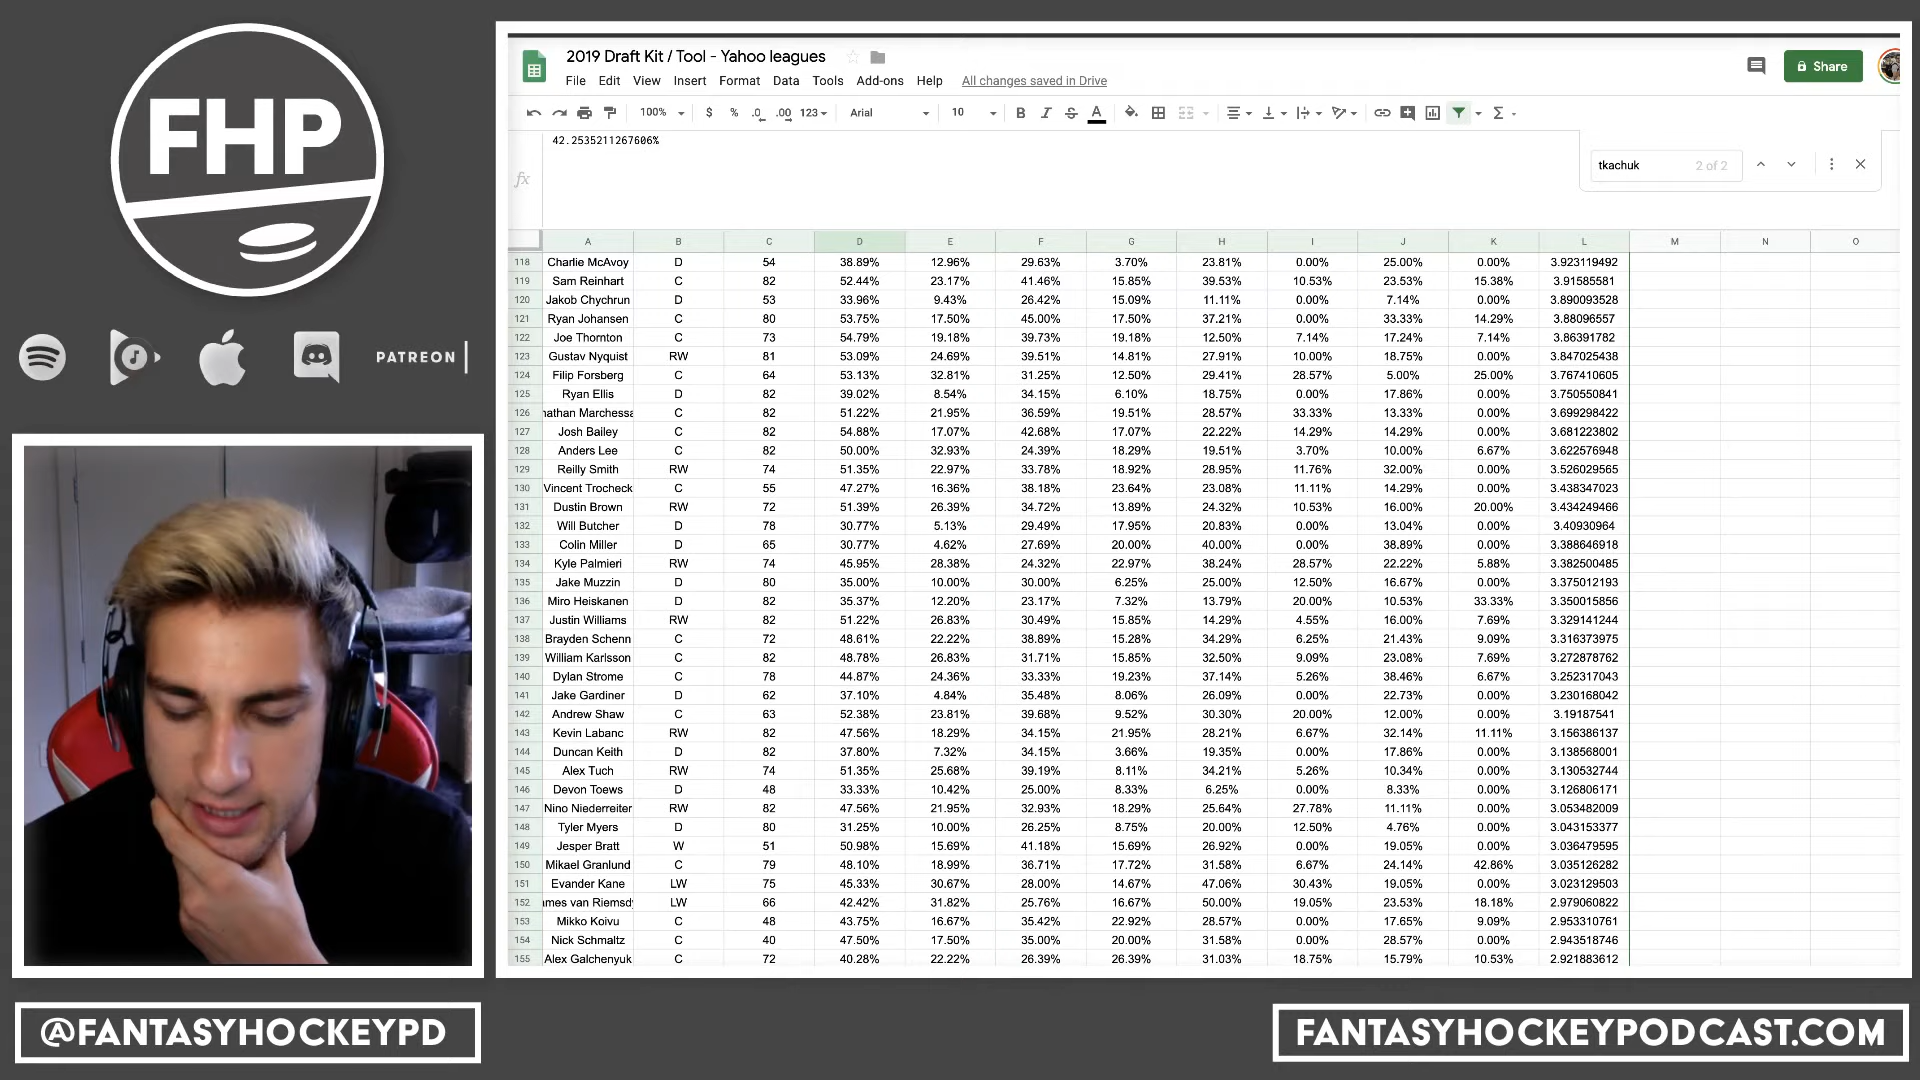 FHP
PATREON
@FANTASYHOCKEYPD
FANTASYHOCKEYPODCAST.COM
2019 Draft Kit / Tool - Yahoo leagues
File Edit View Insert Format Data Tools Add-ons Help All changes saved in Drive
Share
100% $ % .0 .00 123 Arial 10 B I S A
fx 42.2535211267606%
tkachuk 2 of 2
A B C D E F G H I J K L M N O
118 Charlie McAvoy D 54 38.89% 12.96% 29.63% 3.70% 23.81% 0.00% 25.00% 0.00% 3.923119492
119 Sam Reinhart C 82 52.44% 23.17% 41.46% 15.85% 39.53% 10.53% 23.53% 15.38% 3.91585581
120 Jakob Chychrun D 53 33.96% 9.43% 26.42% 15.09% 11.11% 0.00% 7.14% 0.00% 3.890093528
121 Ryan Johansen C 80 53.75% 17.50% 45.00% 17.50% 37.21% 0.00% 33.33% 14.29% 3.88096557
122 Joe Thornton C 73 54.79% 19.18% 39.73% 19.18% 12.50% 7.14% 17.24% 7.14% 3.86391782
123 Gustav Nyquist RW 81 53.09% 24.69% 39.51% 14.81% 27.91% 10.00% 18.75% 0.00% 3.847025438
124 Filip Forsberg C 64 53.13% 32.81% 31.25% 12.50% 29.41% 28.57% 5.00% 25.00% 3.767410605
125 Ryan Ellis D 82 39.02% 8.54% 34.15% 6.10% 18.75% 0.00% 17.86% 0.00% 3.750550841
126 nathan Marchessa C 82 51.22% 21.95% 36.59% 19.51% 28.57% 33.33% 13.33% 0.00% 3.699298422
127 Josh Bailey C 82 54.88% 17.07% 42.68% 17.07% 22.22% 14.29% 14.29% 0.00% 3.681223802
128 Anders Lee C 82 50.00% 32.93% 24.39% 18.29% 19.51% 3.70% 10.00% 6.67% 3.622576948
129 Reilly Smith RW 74 51.35% 22.97% 33.78% 18.92% 28.95% 11.76% 32.00% 0.00% 3.526029565
130 Vincent Trocheck C 55 47.27% 16.36% 38.18% 23.64% 23.08% 11.11% 14.29% 0.00% 3.438347023
131 Dustin Brown RW 72 51.39% 26.39% 34.72% 13.89% 24.32% 10.53% 16.00% 20.00% 3.434249466
132 Will Butcher D 78 30.77% 5.13% 29.49% 17.95% 20.83% 0.00% 13.04% 0.00% 3.40930964
133 Colin Miller D 65 30.77% 4.62% 27.69% 20.00% 40.00% 0.00% 38.89% 0.00% 3.388646918
134 Kyle Palmieri RW 74 45.95% 28.38% 24.32% 22.97% 38.24% 28.57% 22.22% 5.88% 3.382500485
135 Jake Muzzin D 80 35.00% 10.00% 30.00% 6.25% 25.00% 12.50% 16.67% 0.00% 3.375012193
136 Miro Heiskanen D 82 35.37% 12.20% 23.17% 7.32% 13.79% 20.00% 10.53% 33.33% 3.350015856
137 Justin Williams RW 82 51.22% 26.83% 30.49% 15.85% 14.29% 4.55% 16.00% 7.69% 3.329141244
138 Brayden Schenn C 72 48.61% 22.22% 38.89% 15.28% 34.29% 6.25% 21.43% 9.09% 3.316373975
139 William Karlsson C 82 48.78% 26.83% 31.71% 15.85% 32.50% 9.09% 23.08% 7.69% 3.272878762
140 Dylan Strome C 78 44.87% 24.36% 33.33% 19.23% 37.14% 5.26% 38.46% 6.67% 3.252317043
141 Jake Gardiner D 62 37.10% 4.84% 35.48% 8.06% 26.09% 0.00% 22.73% 0.00% 3.230168042
142 Andrew Shaw C 63 52.38% 23.81% 39.68% 9.52% 30.30% 20.00% 12.00% 0.00% 3.19187541
143 Kevin Labanc RW 82 47.56% 18.29% 34.15% 21.95% 28.21% 6.67% 32.14% 11.11% 3.156386137
144 Duncan Keith D 82 37.80% 7.32% 34.15% 3.66% 19.35% 0.00% 17.86% 0.00% 3.138568001
145 Alex Tuch RW 74 51.35% 25.68% 39.19% 8.11% 34.21% 5.26% 10.34% 0.00% 3.130532744
146 Devon Toews D 48 33.33% 10.42% 25.00% 8.33% 6.25% 0.00% 8.33% 0.00% 3.126806171
147 Nino Niederreiter RW 82 47.56% 21.95% 32.93% 18.29% 25.64% 27.78% 11.11% 0.00% 3.053482009
148 Tyler Myers D 80 31.25% 10.00% 26.25% 8.75% 20.00% 12.50% 4.76% 0.00% 3.043153377
149 Jesper Bratt W 51 50.98% 15.69% 41.18% 15.69% 26.92% 0.00% 19.05% 0.00% 3.036479595
150 Mikael Granlund C 79 48.10% 18.99% 36.71% 17.72% 31.58% 6.67% 24.14% 42.86% 3.035126282
151 Evander Kane LW 75 45.33% 30.67% 28.00% 14.67% 47.06% 30.43% 19.05% 0.00% 3.023129503
152 ames van Riemsdy LW 66 42.42% 31.82% 25.76% 16.67% 50.00% 19.05% 23.53% 18.18% 2.979060822
153 Mikko Koivu C 48 43.75% 16.67% 35.42% 22.92% 28.57% 0.00% 17.65% 9.09% 2.953310761
154 Nick Schmaltz C 40 47.50% 17.50% 35.00% 20.00% 31.58% 0.00% 28.57% 0.00% 2.943518746
155 Alex Galchenyuk C 72 40.28% 22.22% 26.39% 26.39% 31.03% 18.75% 15.79% 10.53% 2.921883612